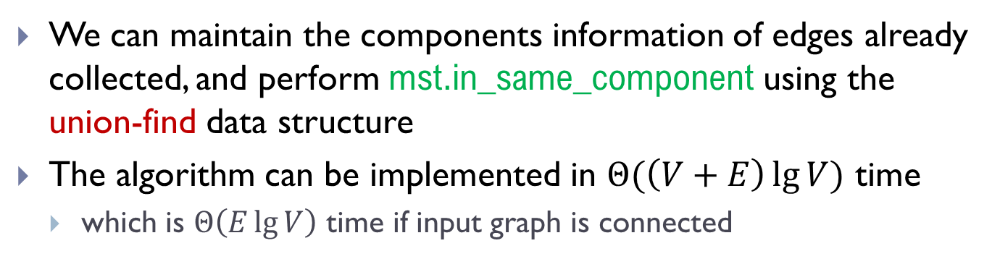 We can maintain the components information of edges already
collected, and perform mst.in_same_component using the
union-find data structure
The algorithm can be implemented in Θ((V + E) lg V) time
which is Θ(E lg V) time if input graph is connected